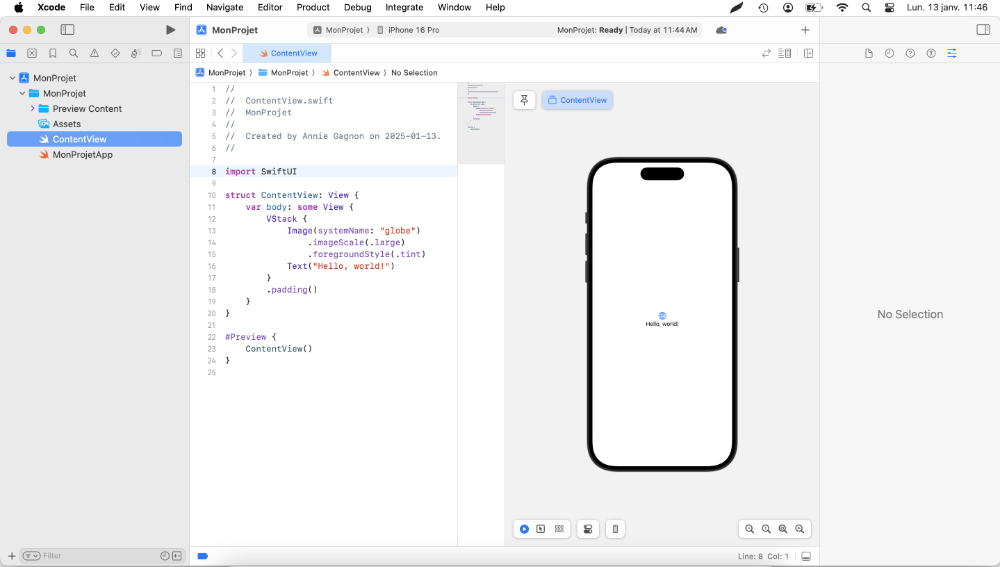 Xcode File Edit View Find Navigate Editor Product Debug Integrate Window Help Lun. 13 janv. 11:46
MonProjet MonProjet iPhone 16 Pro MonProjet: Ready | Today at 11:44 AM
ContentView
MonProjet MonProjet ContentView No Selection
MonProjet
MonProjet
Preview Content
Assets
ContentView
MonProjetApp
1 //
2 // ContentView.swift
3 // MonProjet
4 //
5 // Created by Annie Gagnon on 2025-01-13.
6 //
7
8 import SwiftUI
9
10 struct ContentView: View {
11 var body: some View {
12 VStack {
13 Image(systemName: "globe")
14 .imageScale(.large)
15 .foregroundStyle(.tint)
16 Text("Hello, world!")
17 }
18 .padding()
19 }
20 }
21
22 #Preview {
23 ContentView()
24 }
25
ContentView
Hello, world!
No Selection
Filter
Line: 8 Col: 1